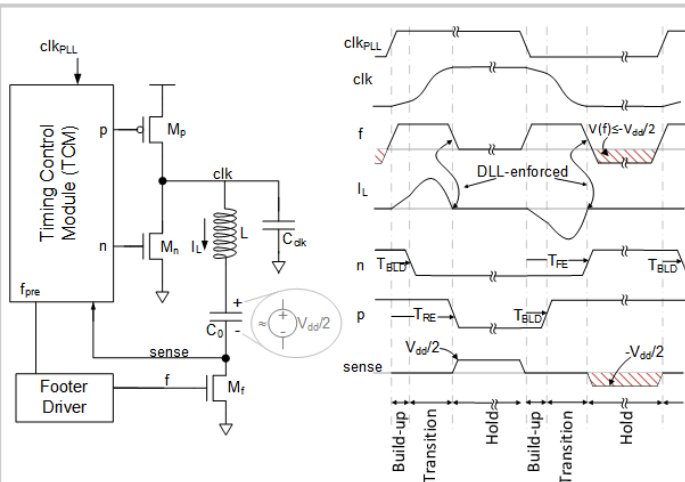 clkPLL
Timing Control
Module (TCM)
p
Mp
clk
n
Mn
IL
L
Cclk
fpre
+
-
C0
≈
+
-
Vdd/2
sense
Footer
Driver
f
Mf
clkPLL
clk
f
V(f)≤-Vdd/2
DLL-enforced
IL
n
TBLD
TFE
TBLD
p
TRE
TBLD
sense
Vdd/2
-Vdd/2
Build-up
Transition
Hold
Build-up
Transition
Hold